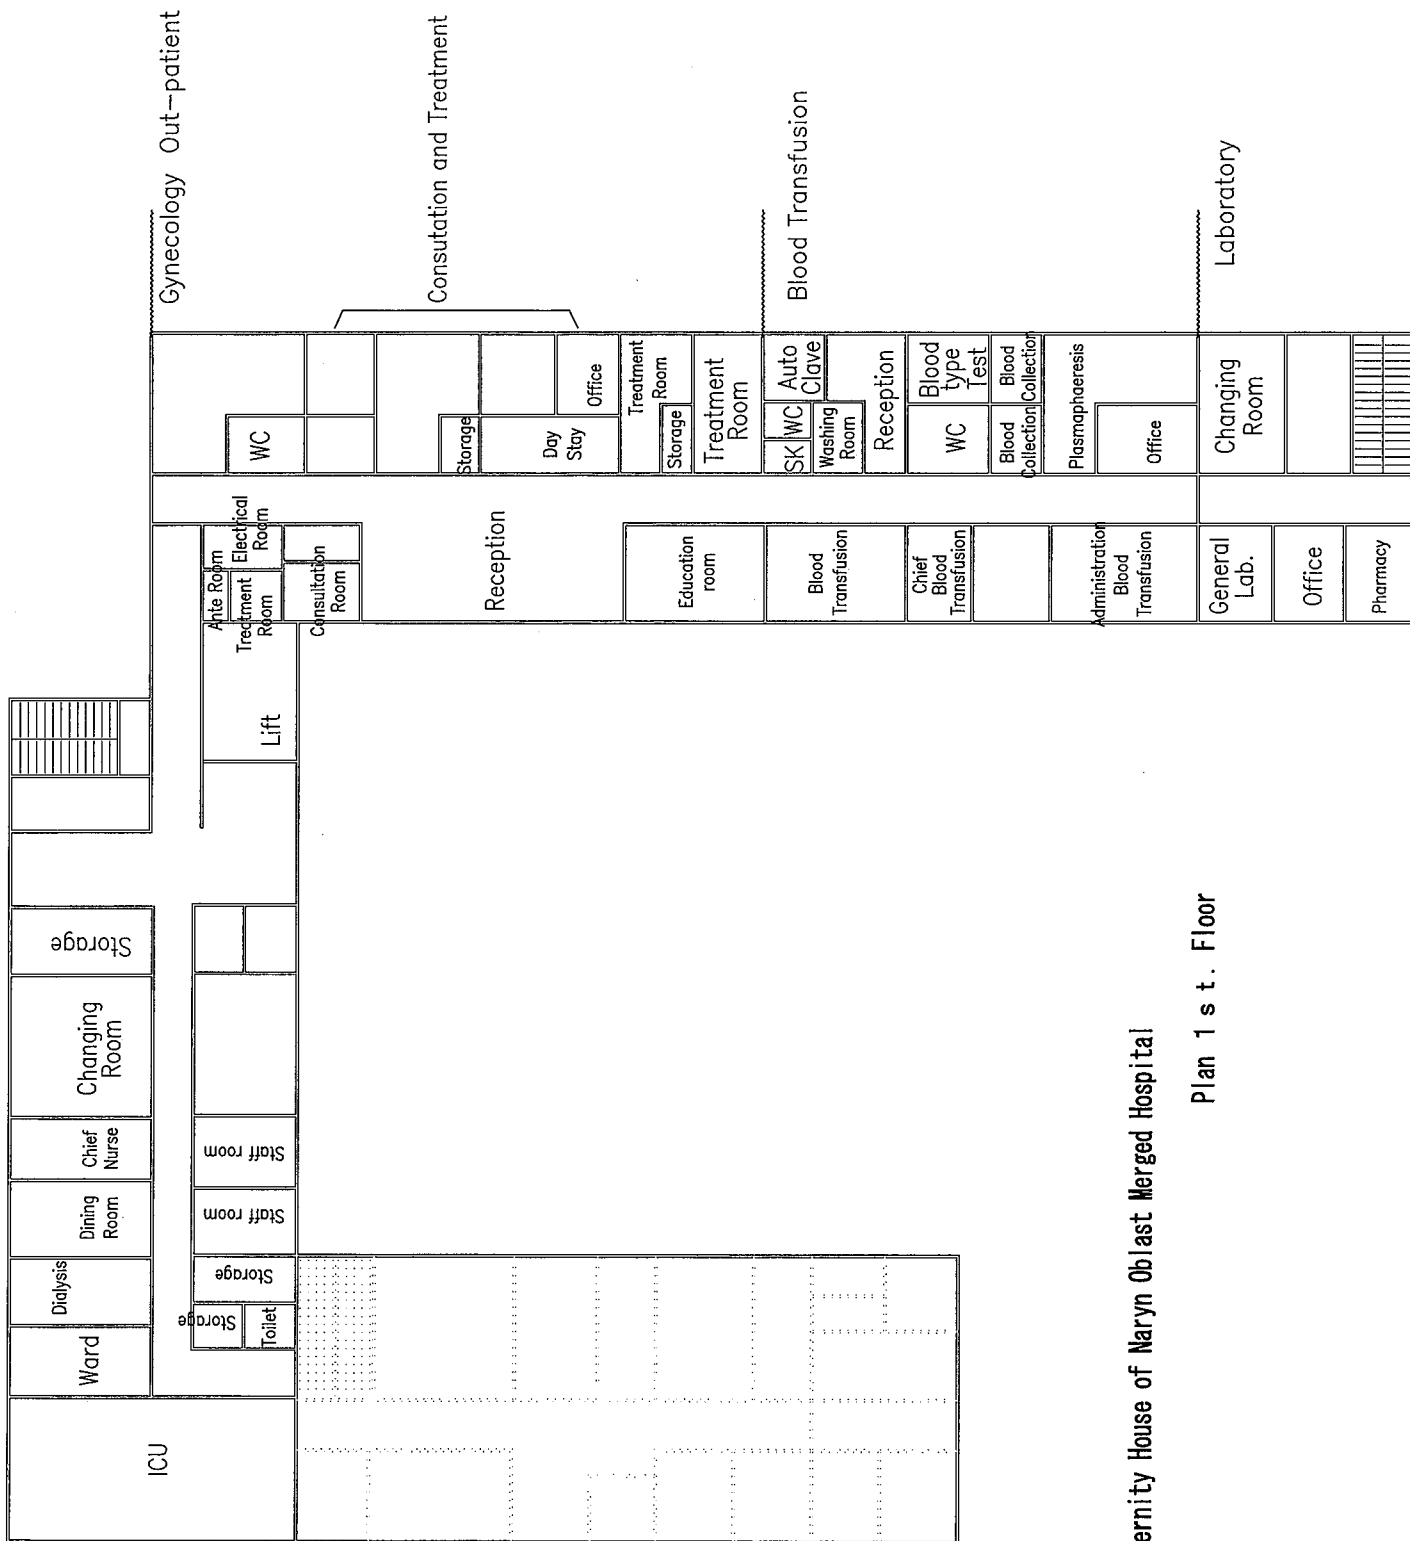 Gynecology Out-patient
Consutation and Treatment
Blood Transfusion
Laboratory
WC
Storage
Day
Stay
Office
Treatment
Room
Storage
Treatment
Room
SK
WC
Auto
Clave
Washing
Room
Reception
WC
Blood
type
Test
Blood
Collection
Blood
Collection
Plasmaphaeresis
Office
Changing
Room
Ante Room
Electrical
Room
Treatment
Room
Consultation
Room
Reception
Education
room
Blood
Transfusion
Chief
Blood
Transfusion
Administration
Blood
Transfusion
General
Lab.
Office
Pharmacy
Lift
Storage
Changing
Room
Chief
Nurse
Dining
Room
Dialysis
Ward
ICU
Staff room
Staff room
Storage
Storage
Toilet
ernity House of Naryn Oblast Merged Hospital
Plan 1st. Floor